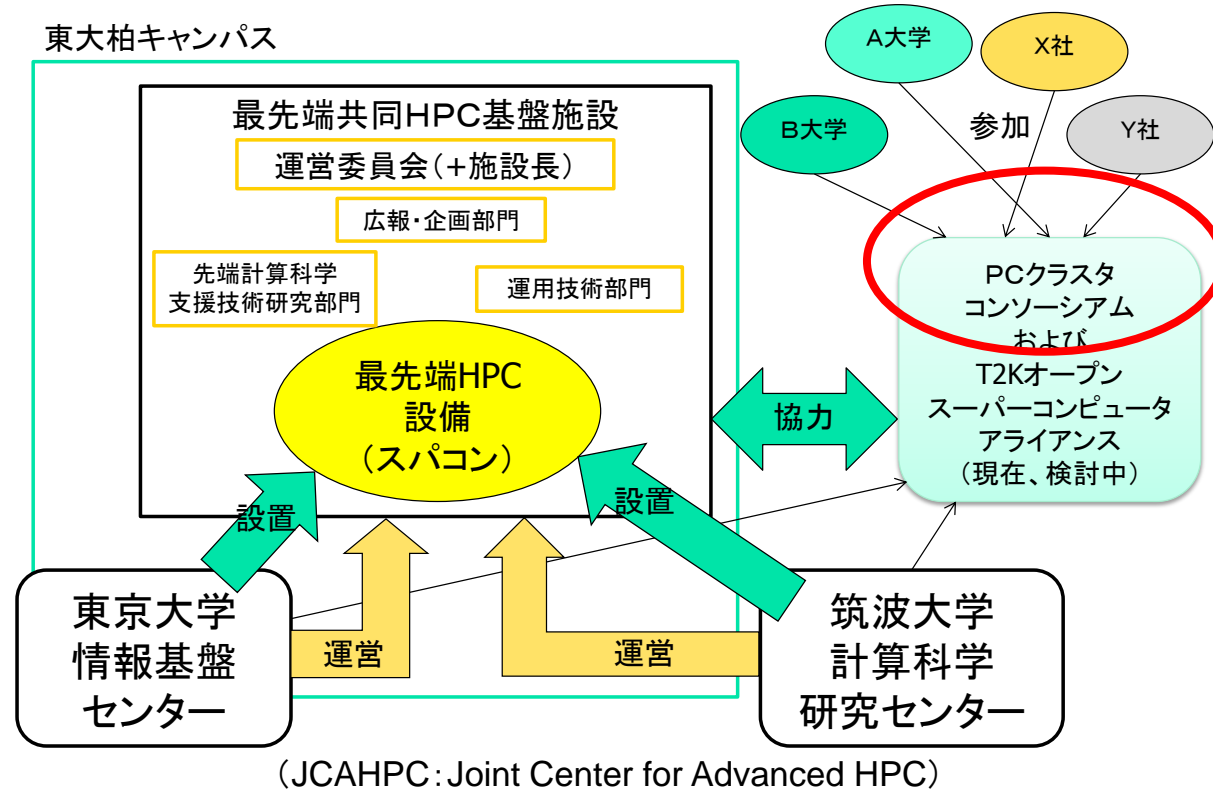 東大柏キャンパス
A大学
X社
B大学
参加
Y社
最先端共同HPC基盤施設
運営委員会(+施設長)
広報・企画部門
先端計算科学
支援技術研究部門
運用技術部門
最先端HPC
設備
(スパコン)
協力
PCクラスタ
コンソーシアム
および
T2Kオープン
スーパーコンピュータ
アライアンス
(現在、検討中)
設置
設置
東京大学
情報基盤
センター
運営
運営
筑波大学
計算科学
研究センター
(JCAHPC:Joint Center for Advanced HPC)